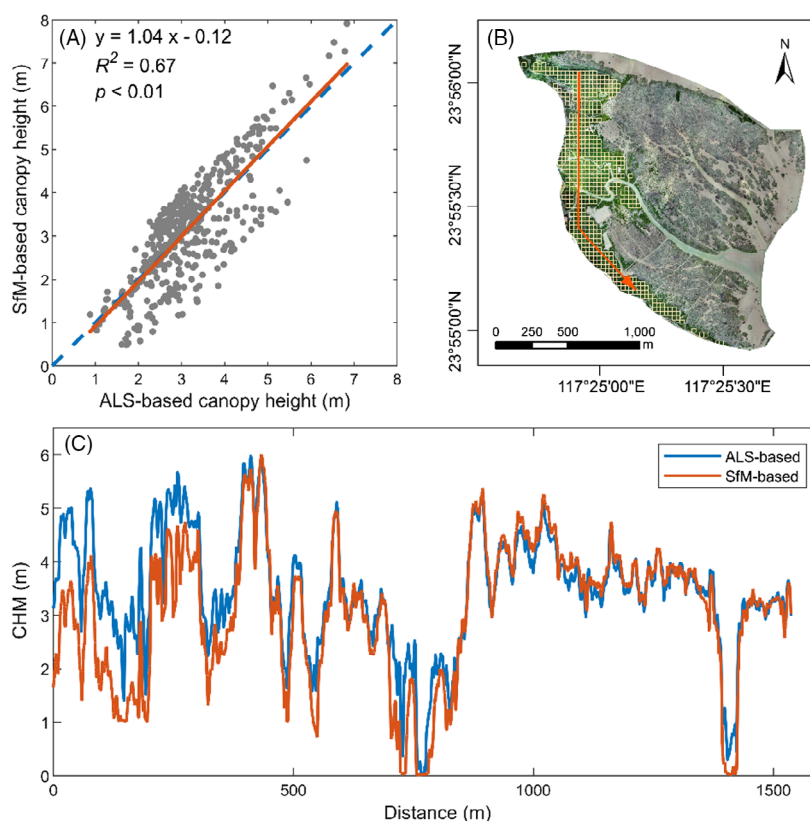 (A)
y = 1.04 x - 0.12
R² = 0.67
p < 0.01
SfM-based canopy height (m)
8
7
6
5
4
3
2
1
0
0 1 2 3 4 5 6 7 8
ALS-based canopy height (m)
(B)
N
23°56'00"N
23°55'30"N
23°55'00"N
0 250 500 1,000
m
117°25'00"E 117°25'30"E
(C)
ALS-based
SfM-based
CHM (m)
6
5
4
3
2
1
0
0 500 1000 1500
Distance (m)